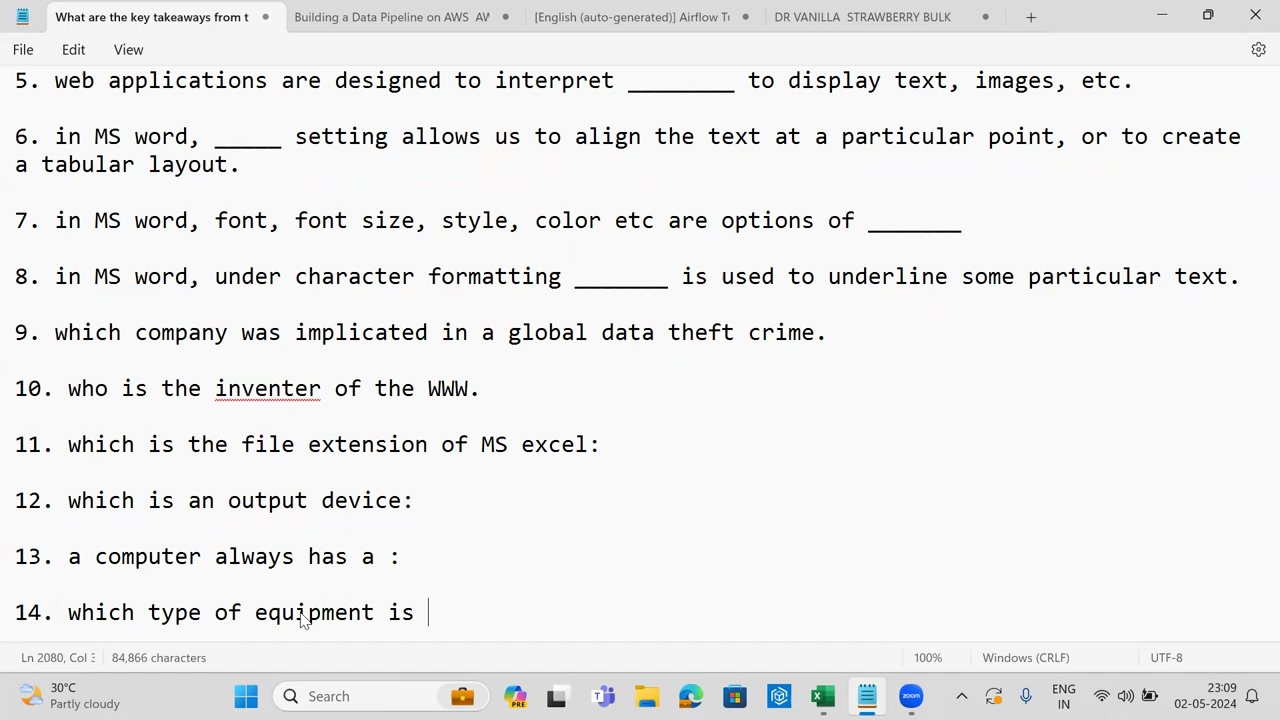 What are the key takeaways from t
Building a Data Pipeline on AWS AW
[English (auto-generated)] Airflow Tu
DR VANILLA STRAWBERRY BULK
File Edit View
5. web applications are designed to interpret ________ to display text, images, etc.
6. in MS word, _____ setting allows us to align the text at a particular point, or to create
a tabular layout.
7. in MS word, font, font size, style, color etc are options of _______
8. in MS word, under character formatting _______ is used to underline some particular text.
9. which company was implicated in a global data theft crime.
10. who is the inventer of the WWW.
11. which is the file extension of MS excel:
12. which is an output device:
13. a computer always has a :
14. which type of equipment is
Ln 2080, Col 3
84,866 characters
100%
Windows (CRLF)
UTF-8
30°C
Partly cloudy
Search
PRE
zoom
ENG
IN
23:09
02-05-2024